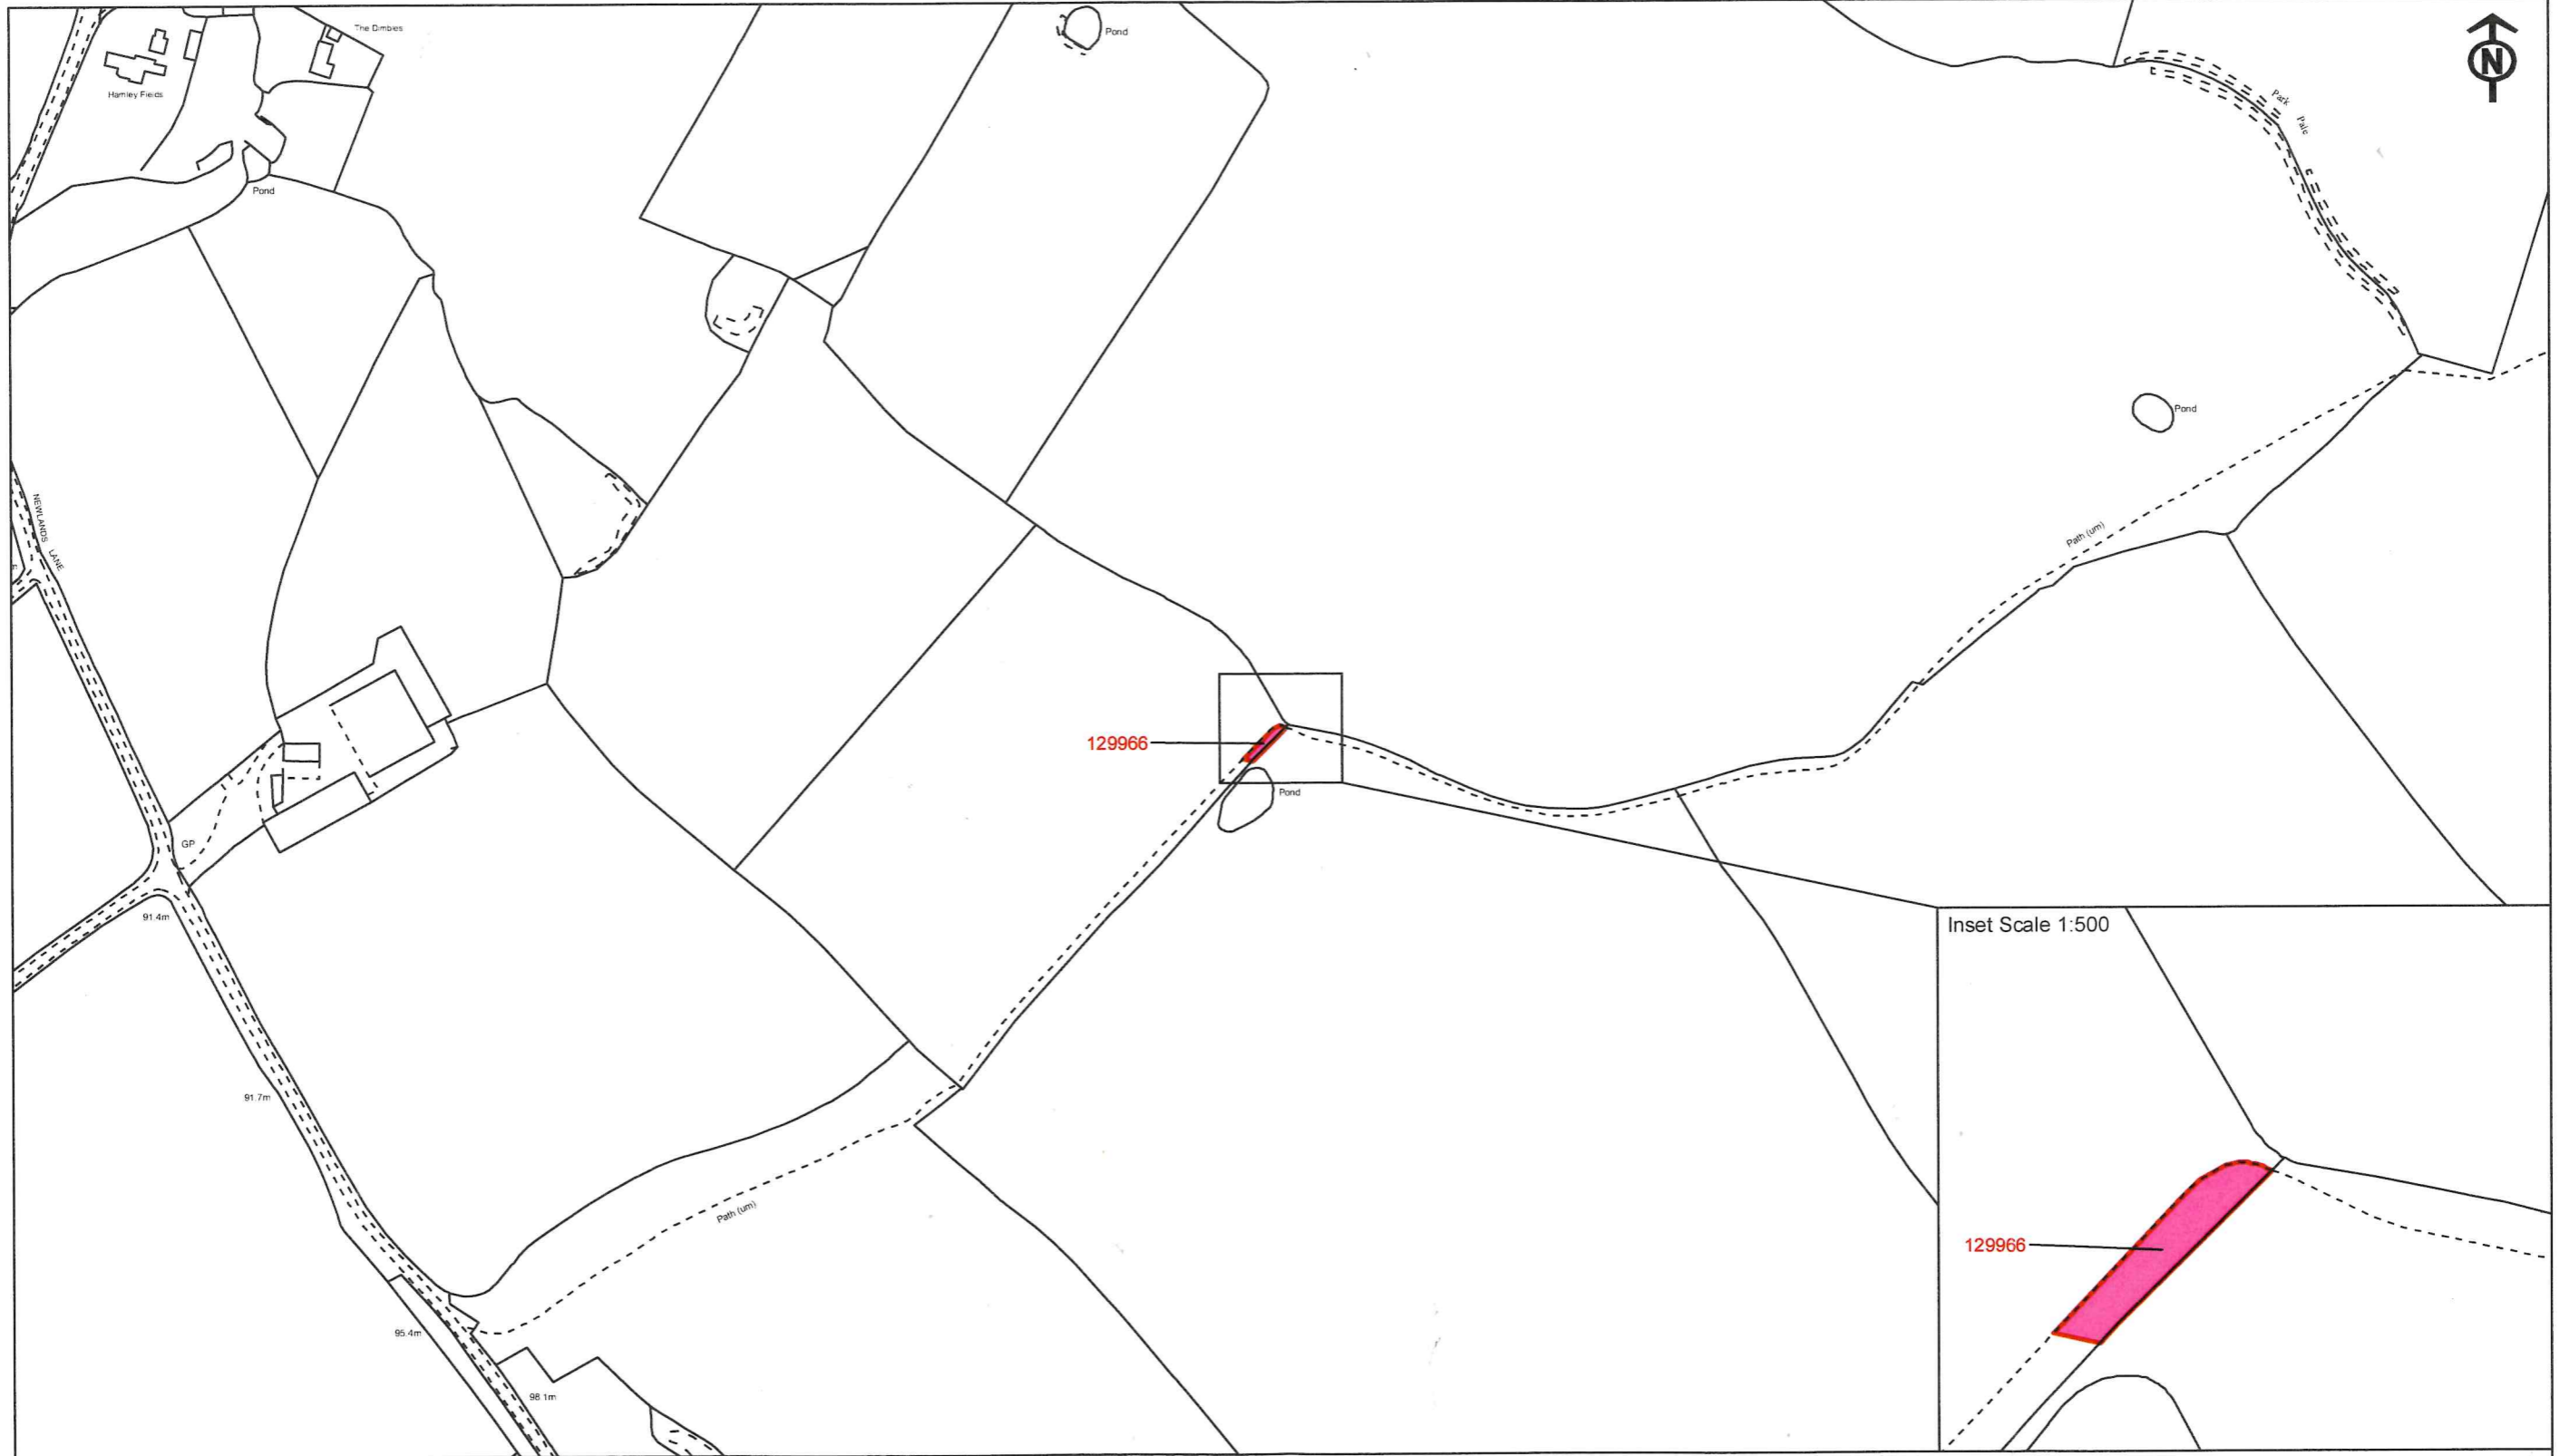 The Dimbles
Pond
N
Hamley Fields
Park
Pale
Pond
Pond
NEWLANDS LANE
Path (um)
129966
Pond
GP
91.4m
Inset Scale 1:500
91.7m
Path (um)
129966
95.4m
98.1m